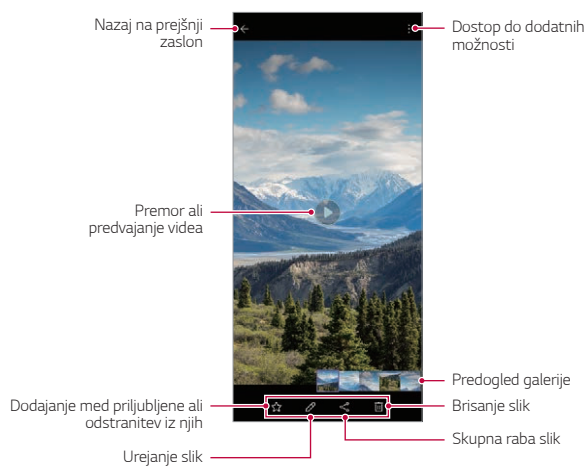 Nazaj na prejšnji
zaslon
Dostop do dodatnih
možnosti
Premor ali
predvajanje videa
Predogled galerije
Dodajanje med priljubljene ali
odstranitev iz njih
Brisanje slik
Skupna raba slik
Urejanje slik